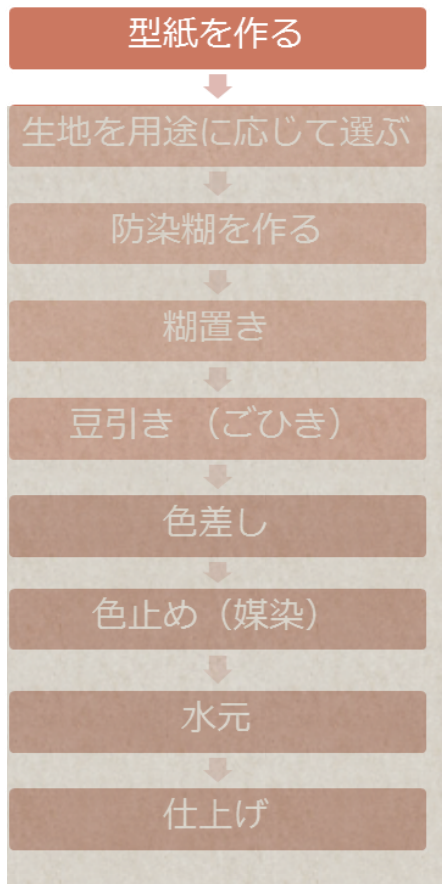 型紙を作る
生地を用途に応じて選ぶ
防染糊を作る
糊置き
豆引き （ごひき）
色差し
色止め（媒染）
水元
仕上げ